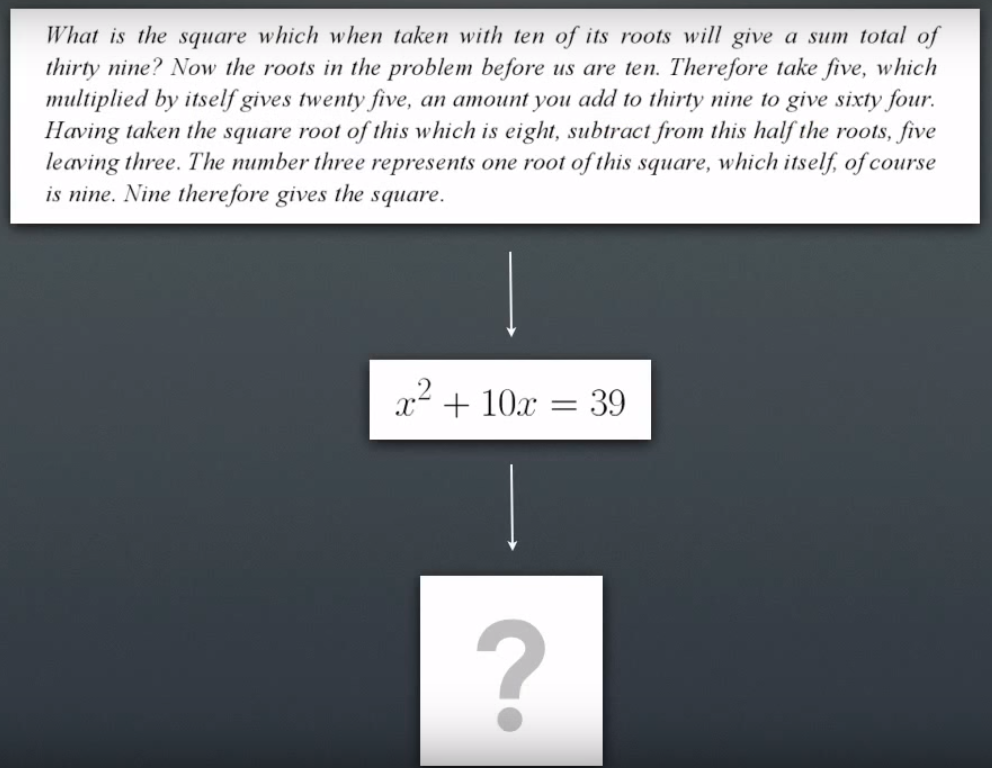 What is the square which when taken with ten of its roots will give a sum total of
thirty nine? Now the roots in the problem before us are ten. Therefore take five, which
multiplied by itself gives twenty five, an amount you add to thirty nine to give sixty four.
Having taken the square root of this which is eight, subtract from this half the roots, five
leaving three. The number three represents one root of this square, which itself, of course
is nine. Nine therefore gives the square.
x² + 10x = 39
?